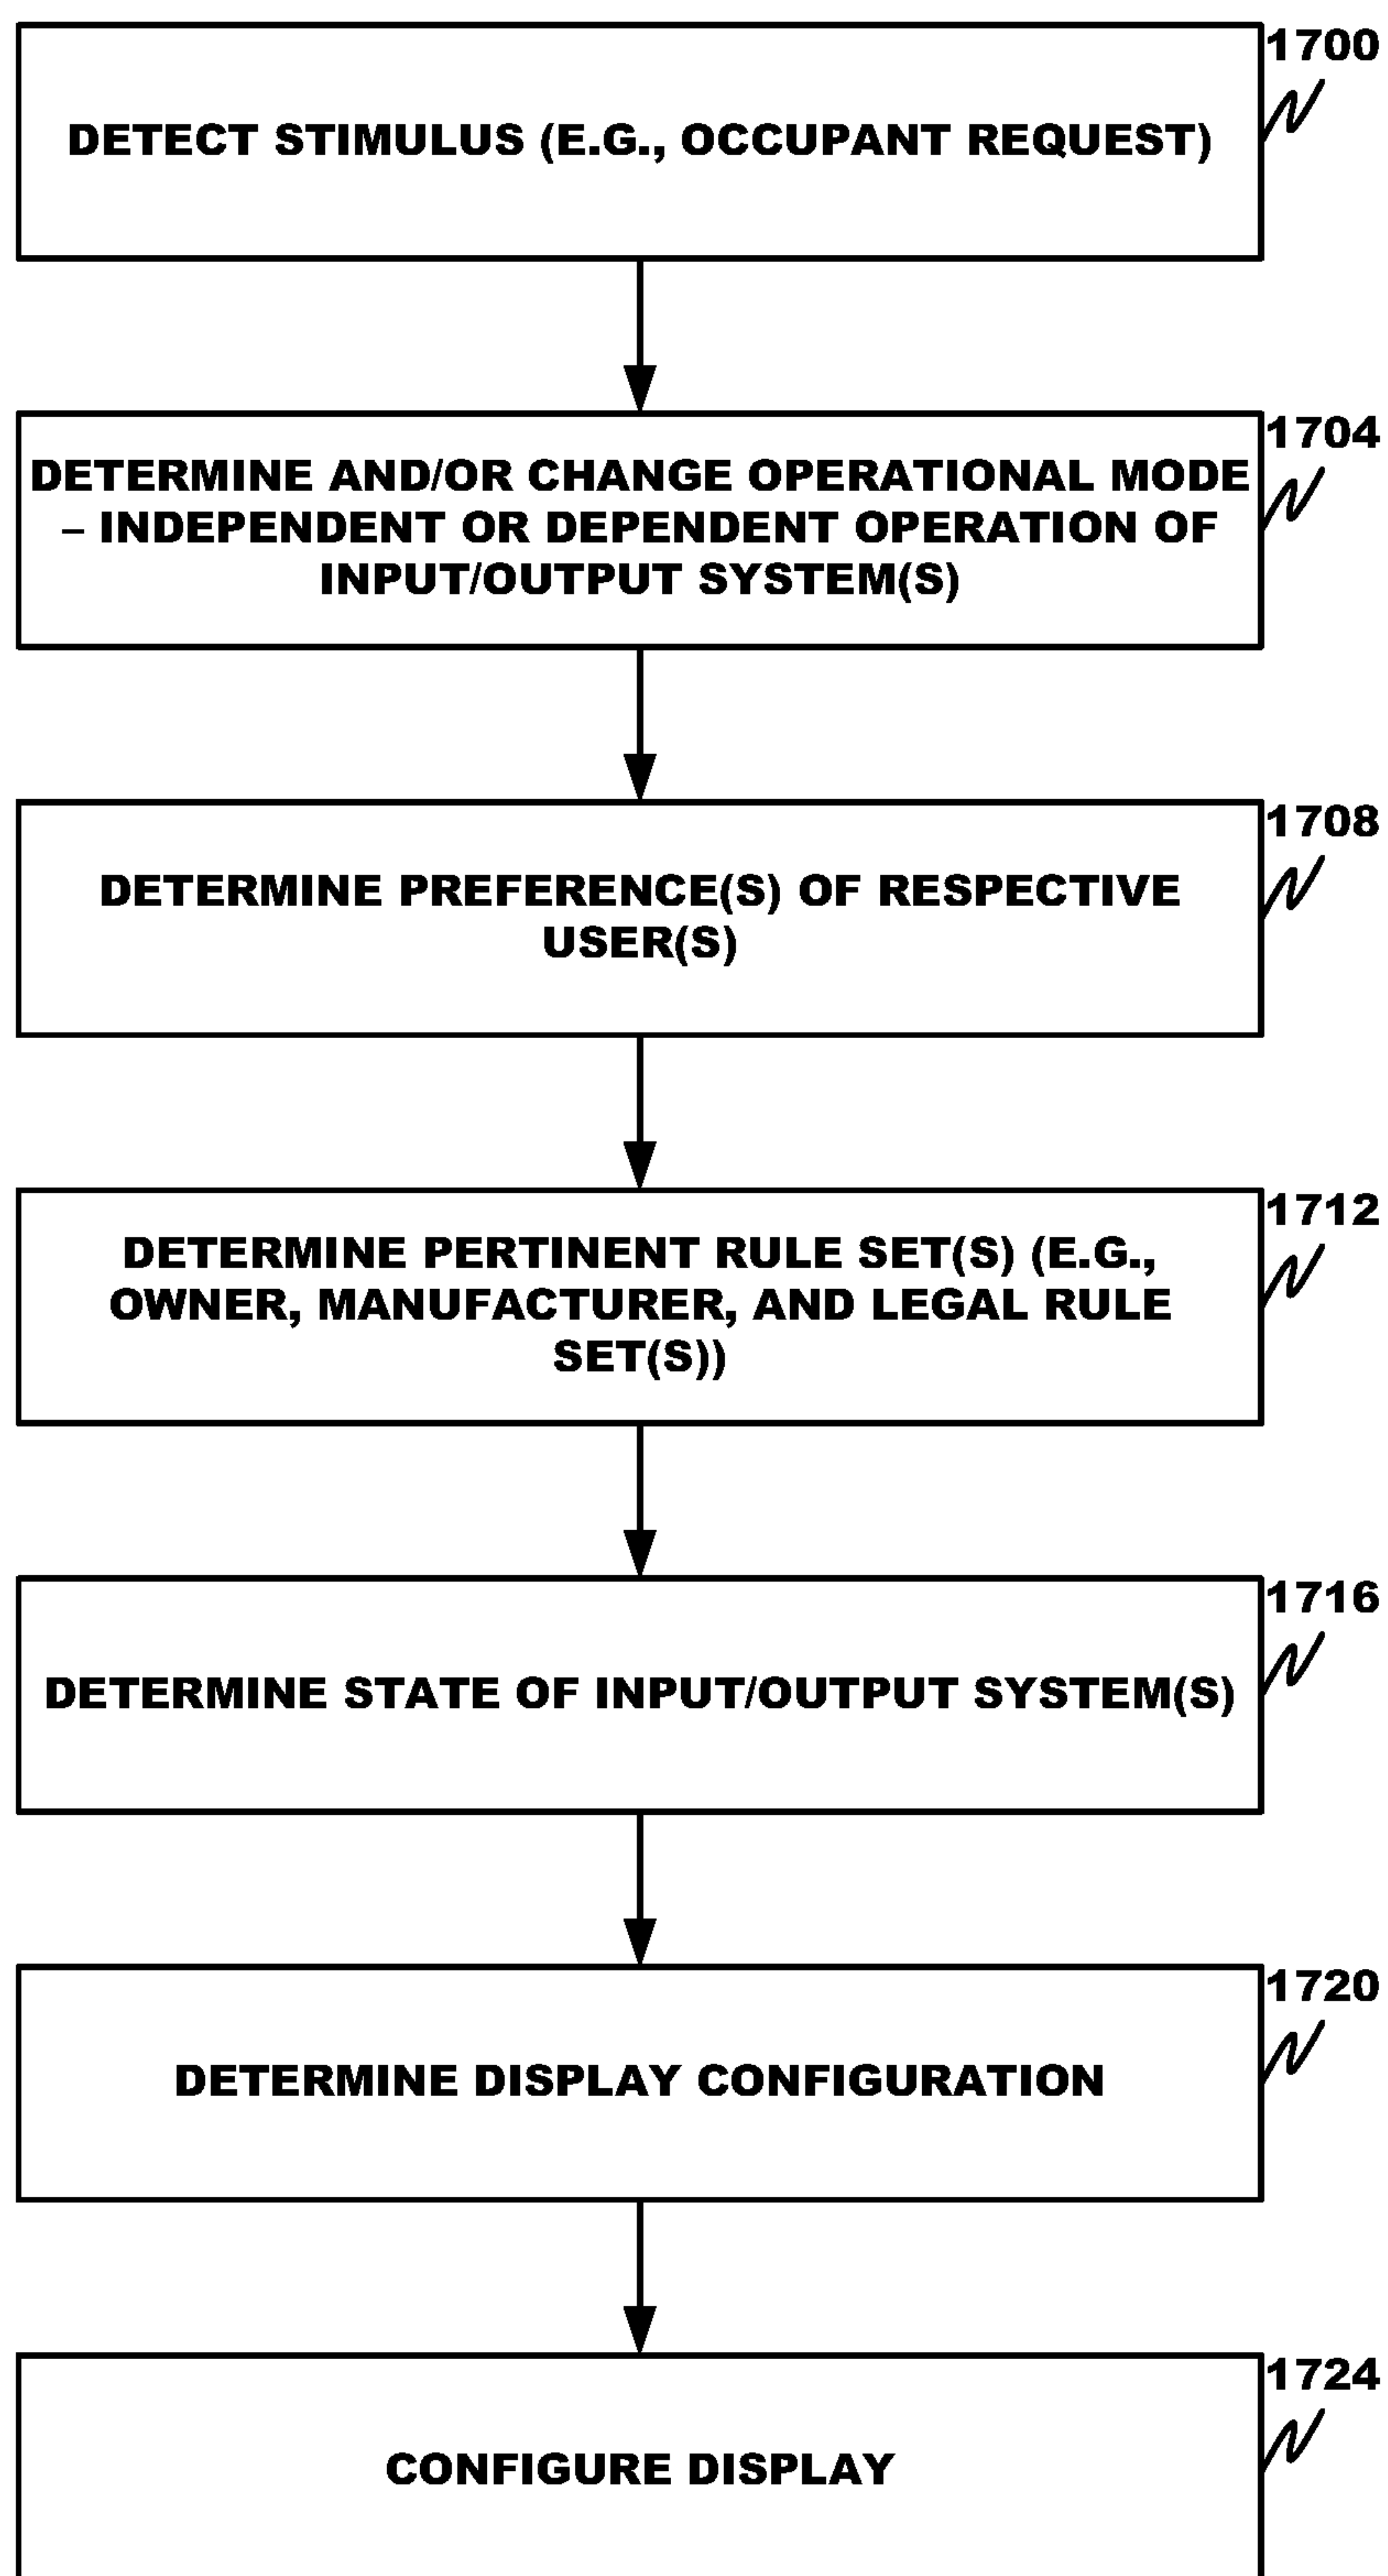 1700
DETECT STIMULUS (E.G., OCCUPANT REQUEST)
1704
DETERMINE AND/OR CHANGE OPERATIONAL MODE
– INDEPENDENT OR DEPENDENT OPERATION OF
INPUT/OUTPUT SYSTEM(S)
1708
DETERMINE PREFERENCE(S) OF RESPECTIVE
USER(S)
1712
DETERMINE PERTINENT RULE SET(S) (E.G.,
OWNER, MANUFACTURER, AND LEGAL RULE
SET(S))
1716
DETERMINE STATE OF INPUT/OUTPUT SYSTEM(S)
1720
DETERMINE DISPLAY CONFIGURATION
1724
CONFIGURE DISPLAY